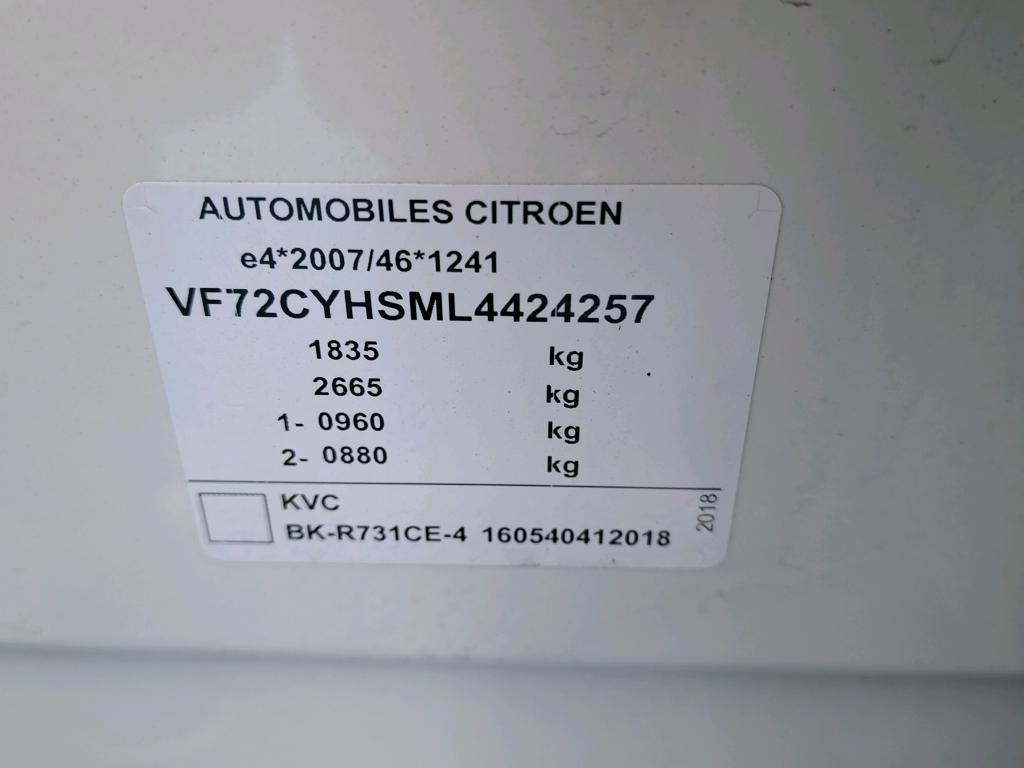 AUTOMOBILES CITROEN
e4*2007/46*1241
VF72CYHSML4424257
1835 kg
2665 kg
1- 0960 kg
2- 0880 kg
KVC
BK-R731CE-4 160540412018
2018